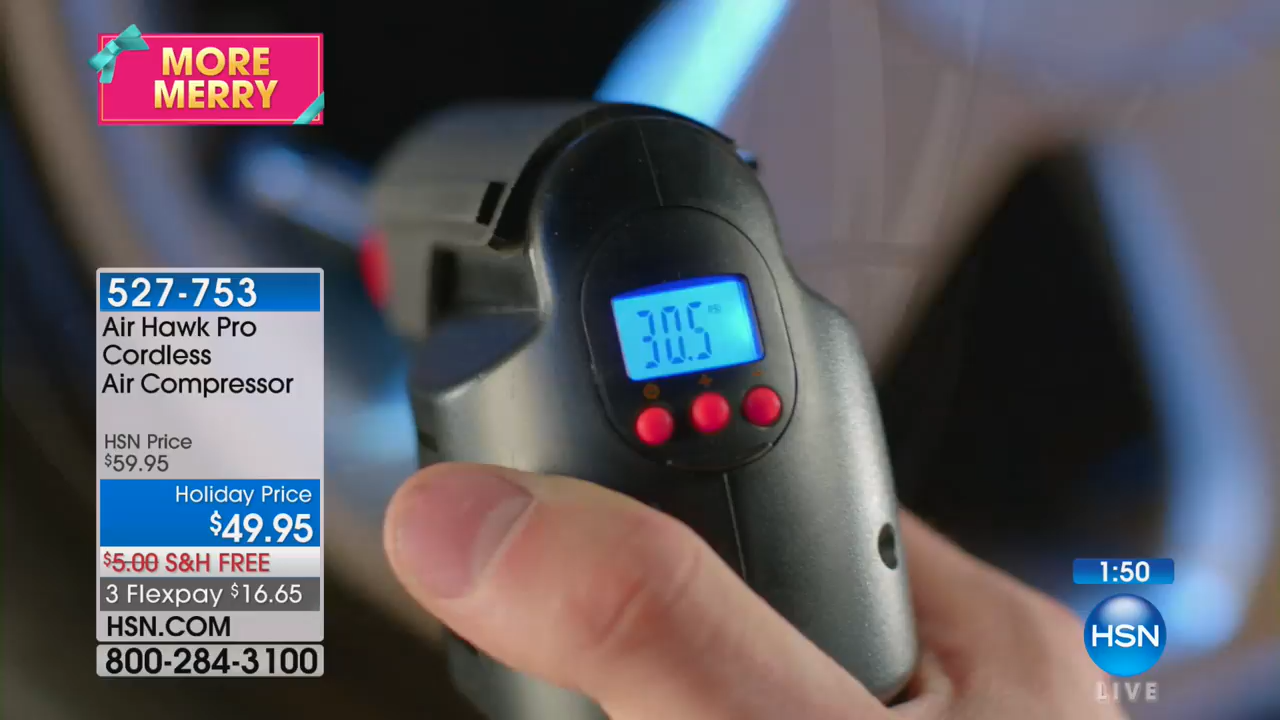 MORE
MERRY
527-753
Air Hawk Pro
Cordless
Air Compressor
HSN Price
$59.95
Holiday Price
$49.95
$5.00 S&H FREE
3 Flexpay $16.65
HSN.COM
800-284-3100
30.5
1:50
HSN
LIVE